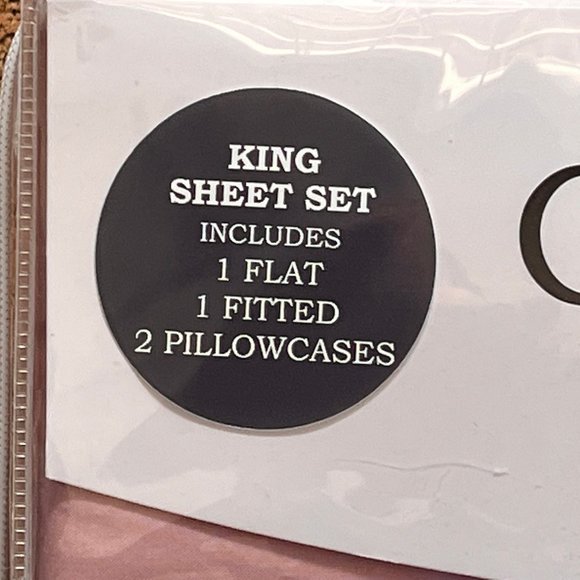 KING
SHEET SET
INCLUDES
1 FLAT
1 FITTED
2 PILLOWCASES